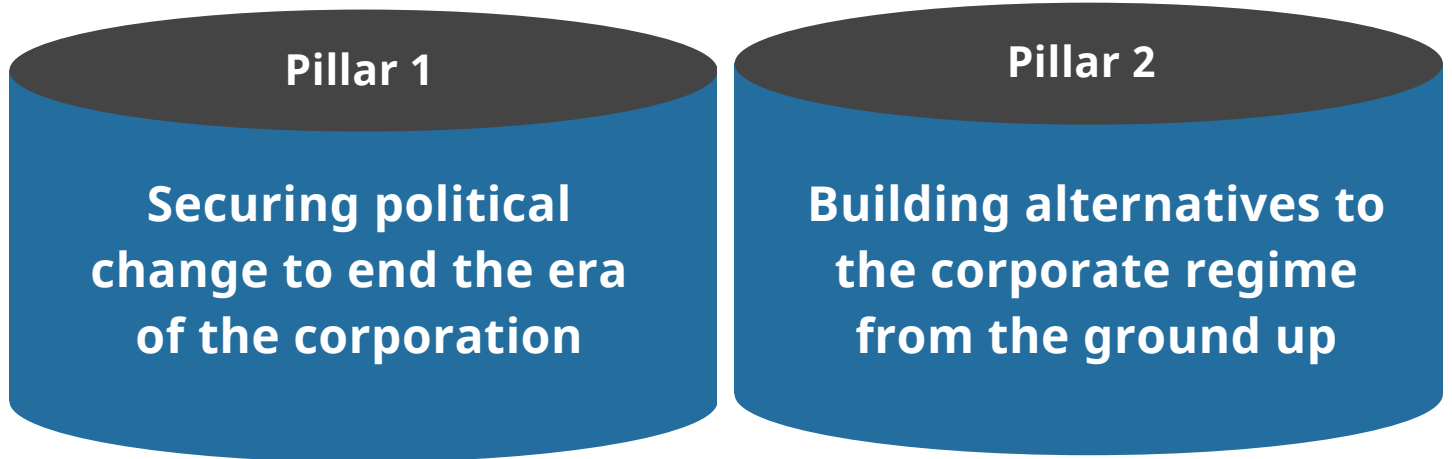 Pillar 1
Securing political
change to end the era
of the corporation
Pillar 2
Building alternatives to
the corporate regime
from the ground up